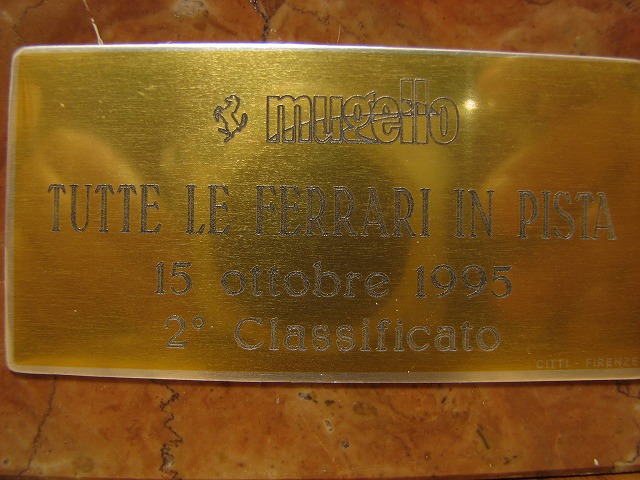 mugello
TUTTE LE FERRARI IN PISTA
15 ottobre 1995
2° Classificato
CITTI - FIRENZE